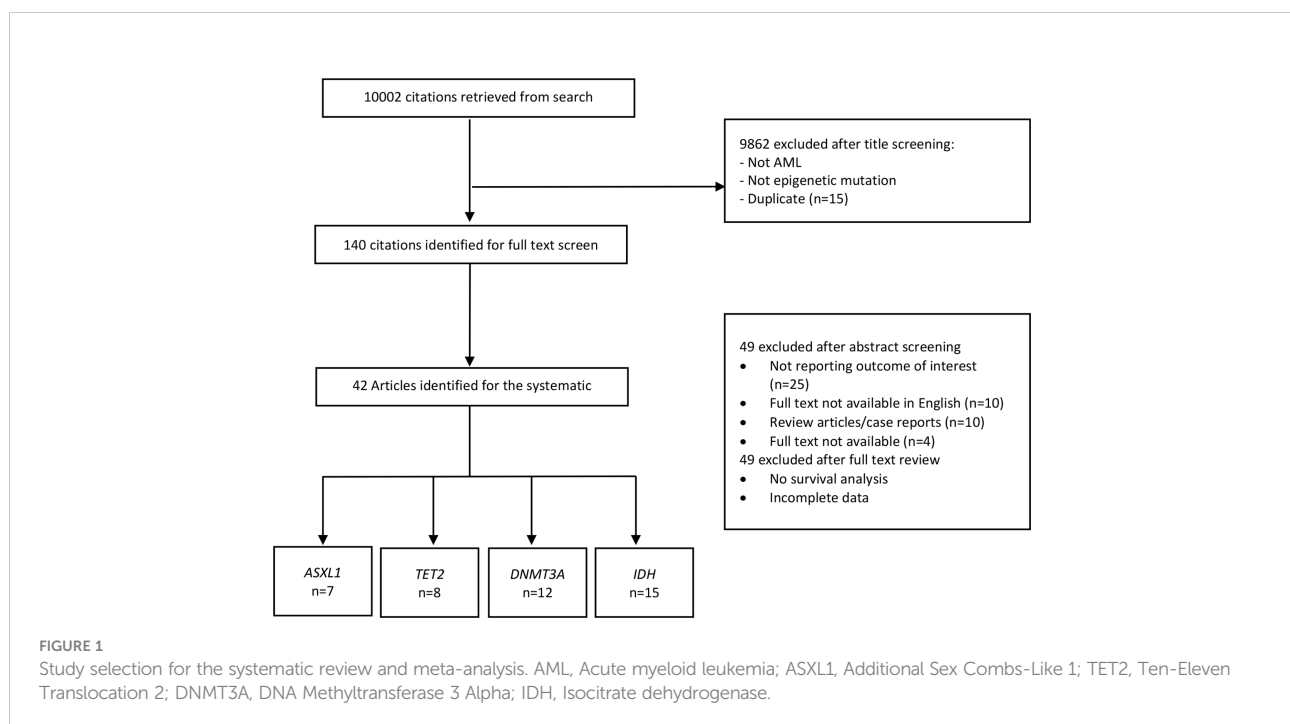 10002 citations retrieved from search
9862 excluded after title screening:
- Not AML
- Not epigenetic mutation
- Duplicate (n=15)
140 citations identified for full text screen
49 excluded after abstract screening
• Not reporting outcome of interest
(n=25)
• Full text not available in English (n=10)
• Review articles/case reports (n=10)
• Full text not available (n=4)
49 excluded after full text review
• No survival analysis
• Incomplete data
42 Articles identified for the systematic
ASXL1
n=7
TET2
n=8
DNMT3A
n=12
IDH
n=15
FIGURE 1
Study selection for the systematic review and meta-analysis. AML, Acute myeloid leukemia; ASXL1, Additional Sex Combs-Like 1; TET2, Ten-Eleven
Translocation 2; DNMT3A, DNA Methyltransferase 3 Alpha; IDH, Isocitrate dehydrogenase.